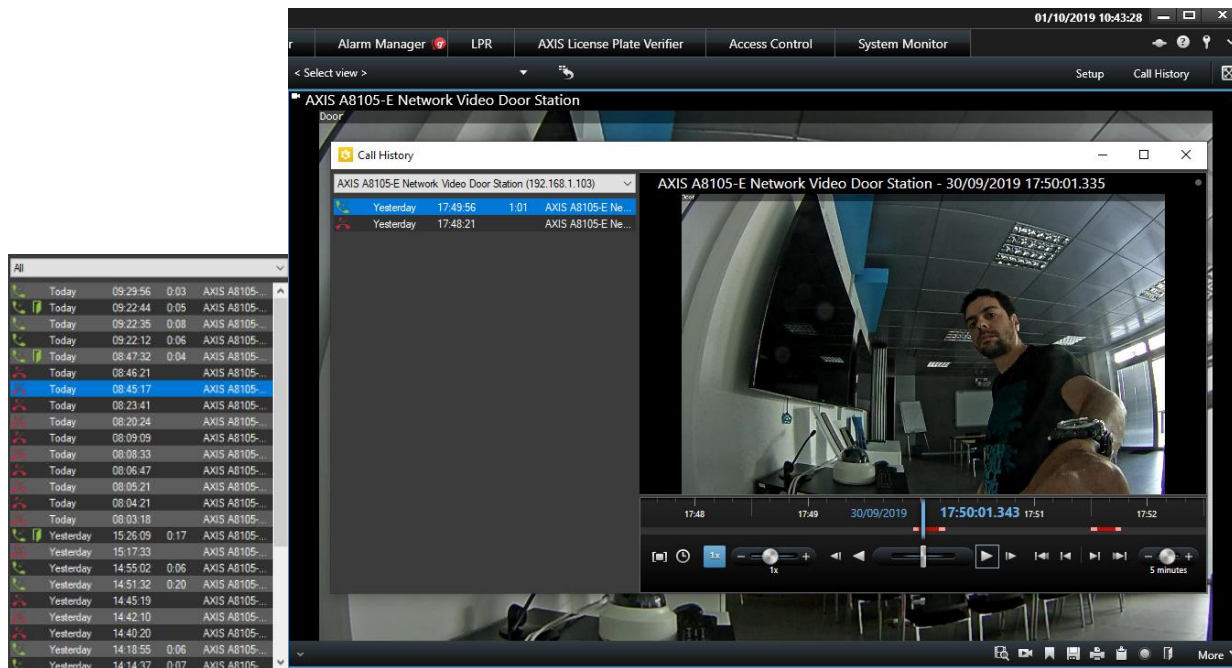 All
Today 09:29:56 0:03 AXIS A8105-...
Today 09:22:44 0:05 AXIS A8105-...
Today 09:22:35 0:08 AXIS A8105-...
Today 09:22:12 0:06 AXIS A8105-...
Today 08:47:32 0:04 AXIS A8105-...
Today 08:46:21 AXIS A8105-...
Today 08:45:17 AXIS A8105-...
Today 08:23:41 AXIS A8105-...
Today 08:20:24 AXIS A8105-...
Today 08:09:09 AXIS A8105-...
Today 08:08:33 AXIS A8105-...
Today 08:06:47 AXIS A8105-...
Today 08:05:21 AXIS A8105-...
Today 08:04:21 AXIS A8105-...
Today 08:03:18 AXIS A8105-...
Yesterday 15:26:09 0:17 AXIS A8105-...
Yesterday 15:17:33 AXIS A8105-...
Yesterday 14:55:02 0:06 AXIS A8105-...
Yesterday 14:51:32 0:20 AXIS A8105-...
Yesterday 14:45:19 AXIS A8105-...
Yesterday 14:42:10 AXIS A8105-...
Yesterday 14:40:20 AXIS A8105-...
Yesterday 14:18:55 0:06 AXIS A8105-...
Yesterday 14:14:37 0:07 AXIS A8105-
01/10/2019 10:43:28
r Alarm Manager LPR AXIS License Plate Verifier Access Control System Monitor
< Select view > Setup Call History
AXIS A8105-E Network Video Door Station
Door
Call History
AXIS A8105-E Network Video Door Station (192.168.1.103)
Yesterday 17:49:56 1:01 AXIS A8105-E Ne...
Yesterday 17:48:21 AXIS A8105-E Ne...
AXIS A8105-E Network Video Door Station - 30/09/2019 17:50:01.335
Door
17:48 17:49 30/09/2019 17:50:01.343 17:51 17:52
1x
1x
5 minutes
More